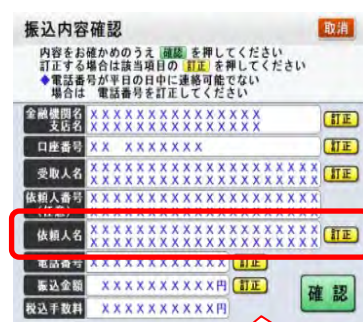 振込内容確認 取消
内容をお確かめのうえ 確認 を押してください
訂正する場合は該当項目の 訂正 を押してください
◆電話番号が平日の日中に連絡可能でない
場合は 電話番号を訂正してください
金融機関名 XXXXXXXXXXXXXXX 訂正
支店名 XXXXXXXXXXXXXXX
口座番号 XX XXXXXXX 訂正
受取人名 XXXXXXXXXXXXXXXXXXXX 訂正
XXXXXXXXXXXXXXXXXXXX
依頼人番号 XXXXXXXXXXXXXXXXXXXX
(任意)
依頼人名 XXXXXXXXXXXXXXXXXXXX 訂正
XXXXXXXXXXXXXXXXXXXX
電話番号 XXXXXXXXXXXX 訂正
振込金額 XXXXXXXXXX円 訂正
税込手数料 XXXXXXXXXX円
確認